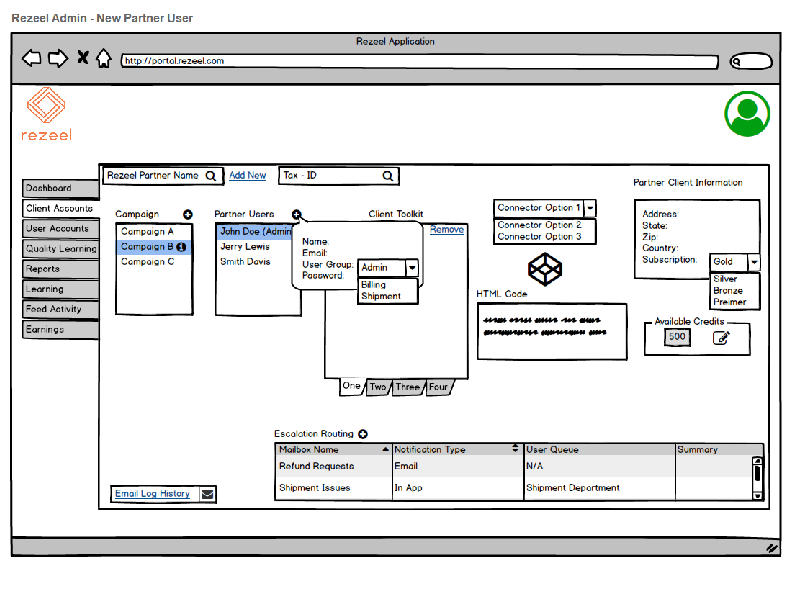 Rezeel Admin - New Partner User
Rezeel Application
http://portal.rezeel.com
rezeel
Rezeel Partner Name
Add New
Tax - ID
Partner Client Information
Dashboard
Client Accounts
User Accounts
Quality Learning
Reports
Learning
Feed Activity
Earnings
Campaign
Campaign A
Campaign B
Campaign C
Partner Users
John Doe (Admin
Jerry Lewis
Smith Davis
Name:
Email:
User Group:
Admin
Password:
Billing
Shipment
Client Toolkit
Remove
One
Two
Three
Four
Connector Option 1
Connector Option 2
Connector Option 3
HTML Code
Address:
State:
Zip:
Country:
Subscription:
Gold
Silver
Bronze
Preimer
Available Credits
500
Escalation Routing
Mailbox Name Notification Type User Queue Summary
Refund Requests Email N/A
Shipment Issues In App Shipment Department
Email Log History